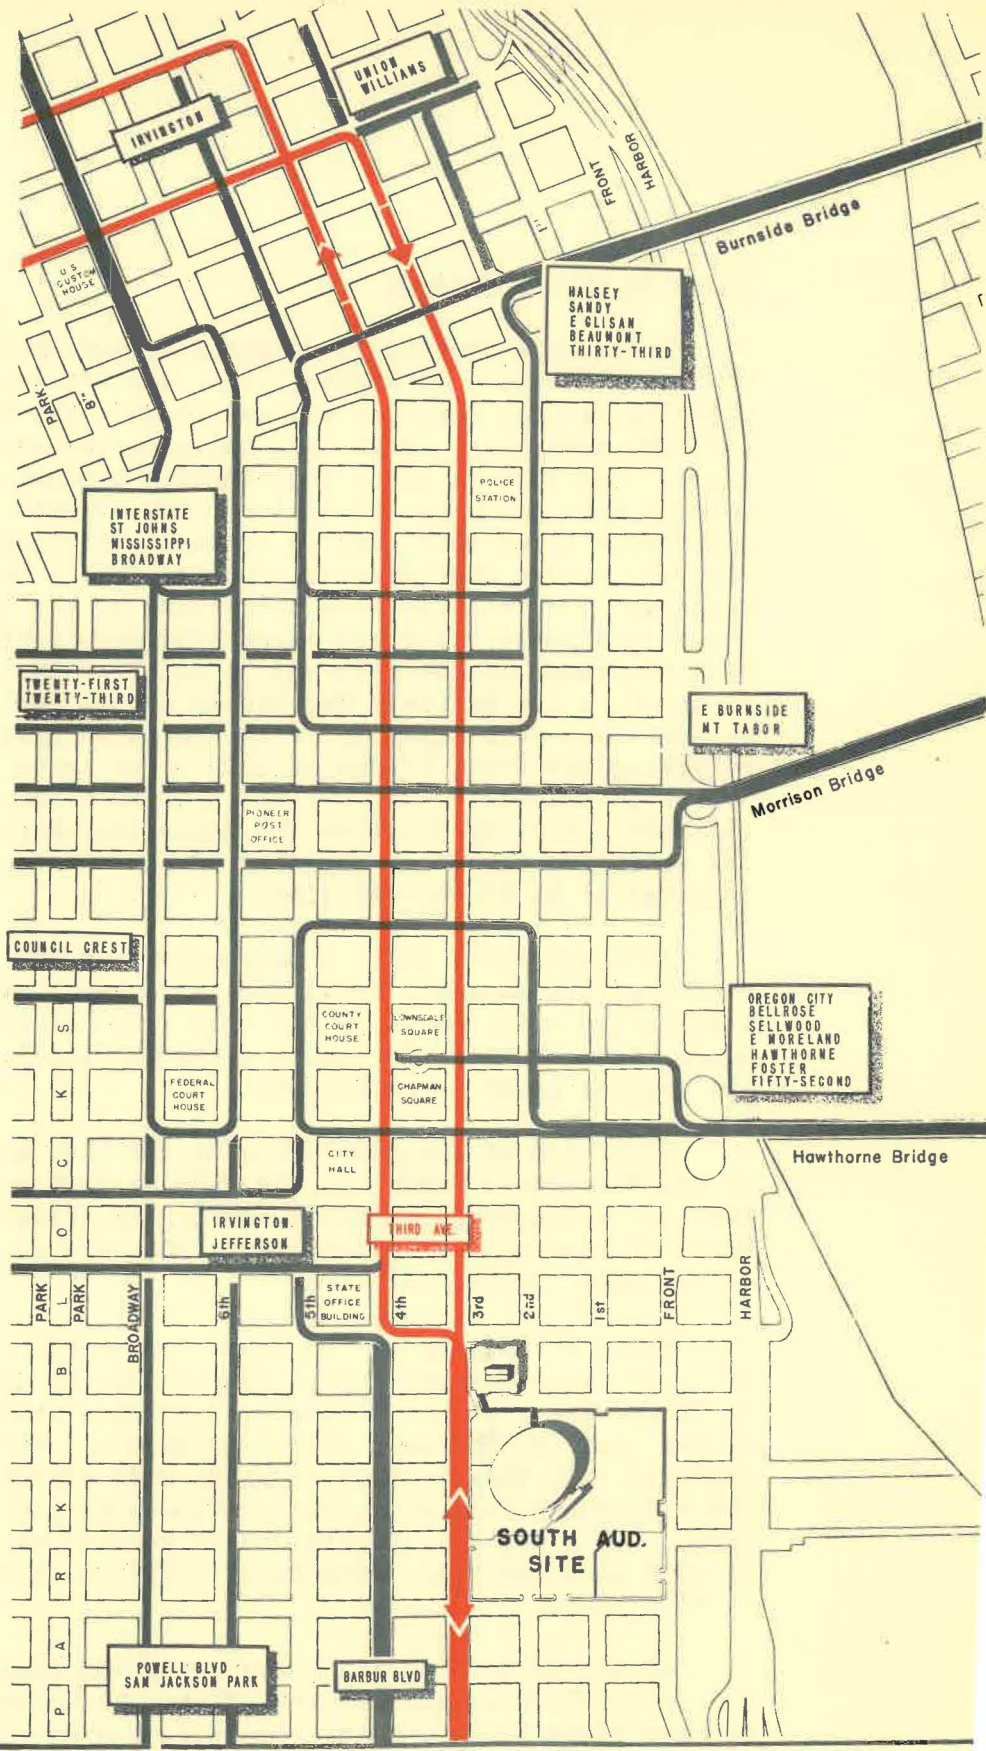 UNION
WILLIAMS
IRVINGTON
FRONT
HARBOR
Burnside Bridge
1st
U.S.
CUSTOM
HOUSE
HALSEY
SANDY
E GLISAN
BEAUMONT
THIRTY-THIRD
PARK
8TH
POLICE
STATION
INTERSTATE
ST JOHNS
MISSISSIPPI
BROADWAY
TWENTY-FIRST
TWENTY-THIRD
E BURNSIDE
MT TABOR
Morrison Bridge
PIONEER
POST
OFFICE
COUNCIL CREST
COUNTY
COURT
HOUSE
LOWNSDALE
SQUARE
OREGON CITY
BELLROSE
SELLWOOD
E MORELAND
HAWTHORNE
FOSTER
FIFTY-SECOND
FEDERAL
COURT
HOUSE
CHAPMAN
SQUARE
CITY
HALL
Hawthorne Bridge
IRVINGTON
JEFFERSON
THIRD AVE.
PARK
PARK
BROADWAY
6th
5th
STATE
OFFICE
BUILDING
4th
3rd
2nd
1st
FRONT
HARBOR
PARK BLOCKS
SOUTH AUD.
SITE
POWELL BLVD
SAM JACKSON PARK
BARBUR BLVD